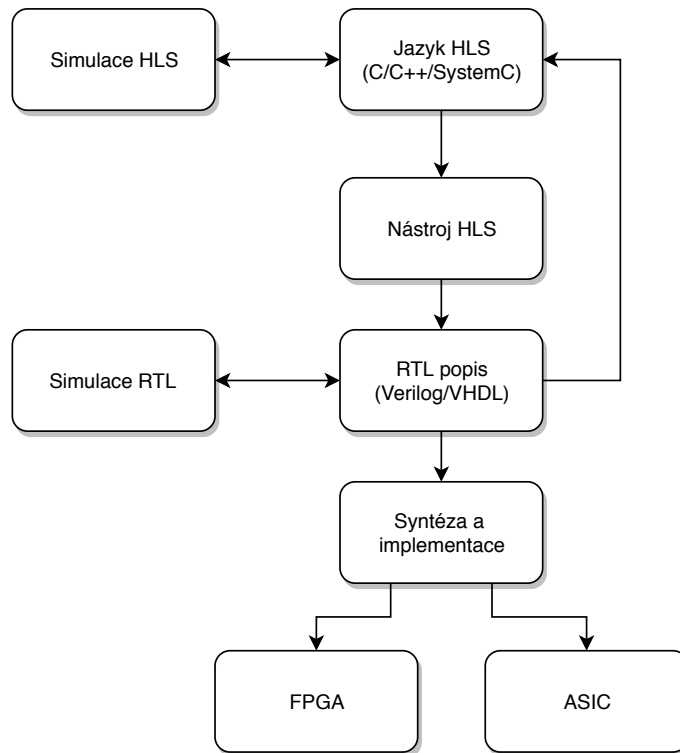 Simulace HLS
Jazyk HLS
(C/C++/SystemC)
Nástroj HLS
Simulace RTL
RTL popis
(Verilog/VHDL)
Syntéza a
implementace
FPGA
ASIC